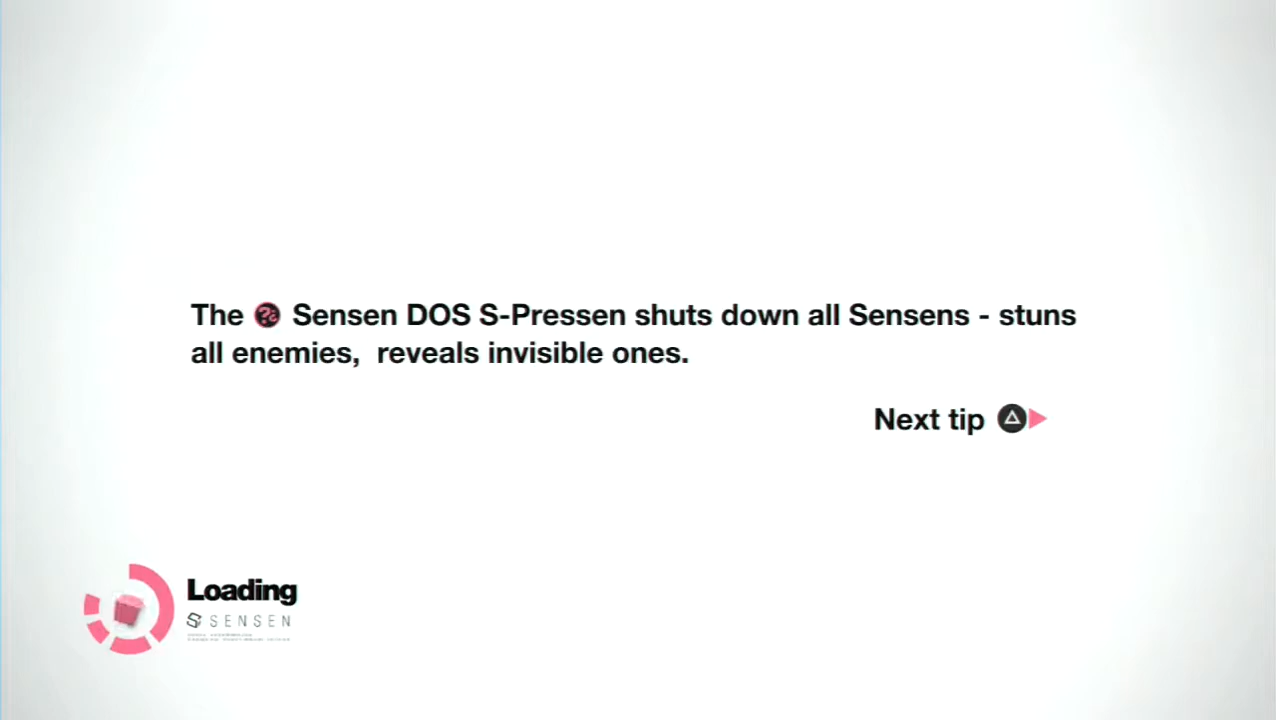 The ?¿ Sensen DOS S-Pressen shuts down all Sensens - stuns
all enemies,  reveals invisible ones.
Next tip
Loading
SENSEN